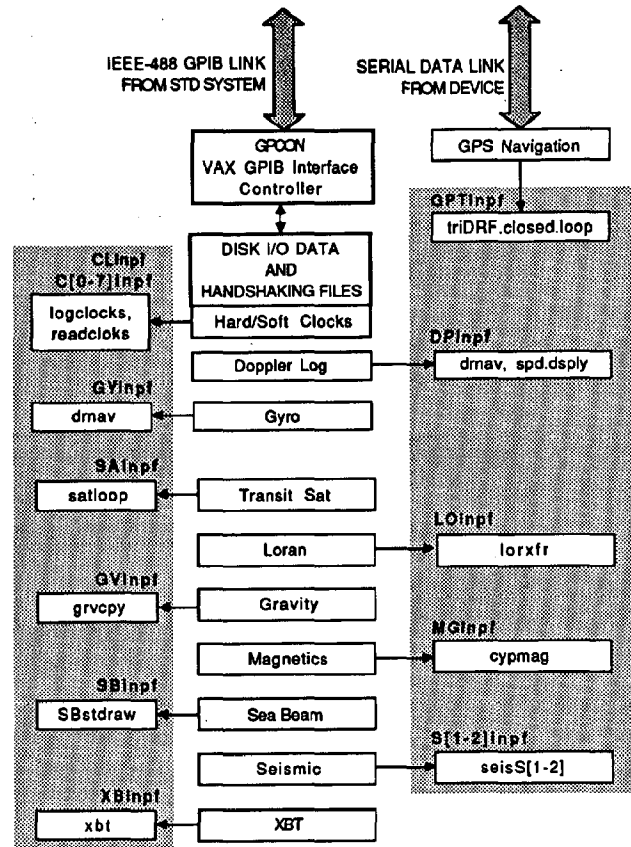 IEEE-488 GPIB LINK
FROM STD SYSTEM
SERIAL DATA LINK
FROM DEVICE
GPCON
VAX GPIB Interface
Controller
GPS Navigation
GPTinpf
triDRF.closed.loop
DISK I/O DATA
AND
HANDSHAKING FILES
Hard/Soft Clocks
CLinpf
C[0-7]inpf
logclocks,
readcloks
Doppler Log
DPinpf
drnav, spd.dsply
GYinpf
drnav
Gyro
SAinpf
satloop
Transit Sat
Loran
LOinpf
lorxfr
GVinpf
grvcpy
Gravity
Magnetics
MGinpf
cypmag
SBinpf
SBstdraw
Sea Beam
Seismic
S[1-2]inpf
seisS[1-2]
XBinpf
xbt
XBT